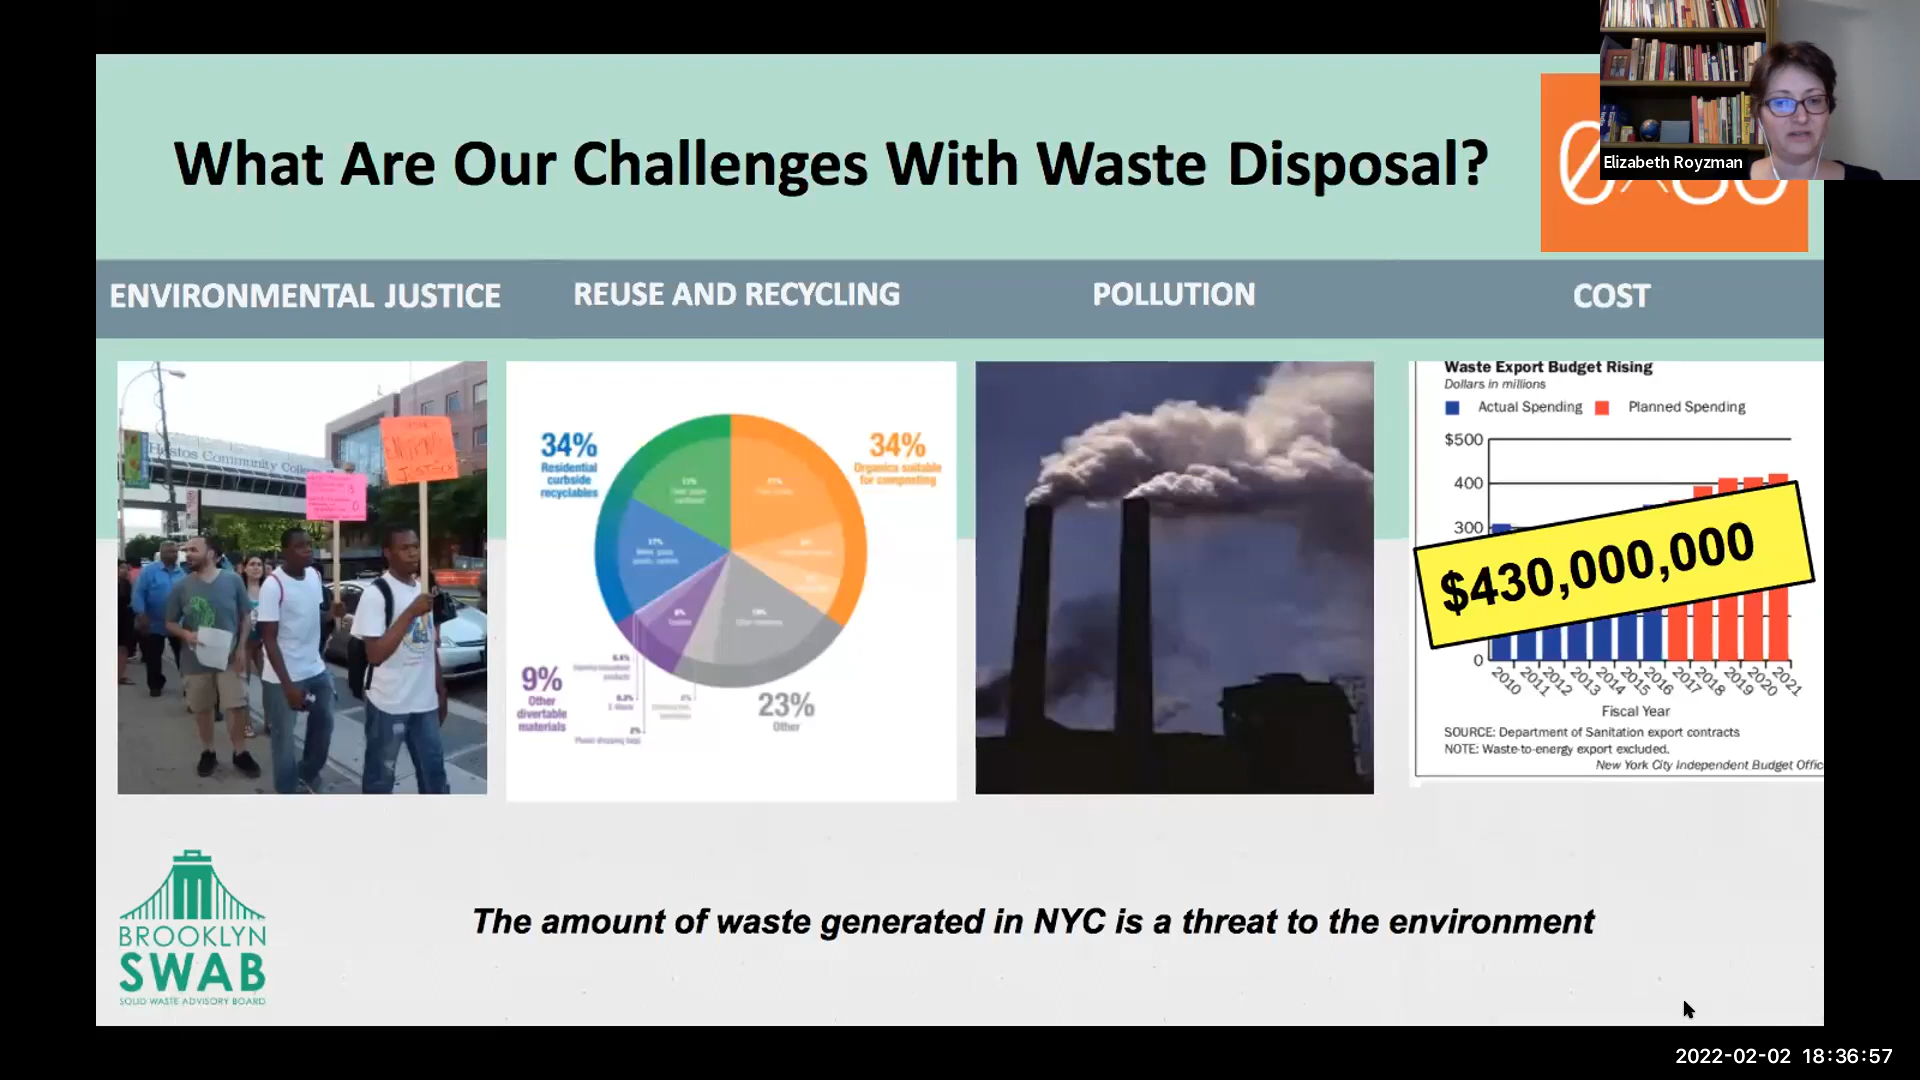 Elizabeth Royzman
What Are Our Challenges With Waste Disposal?
ENVIRONMENTAL JUSTICE
REUSE AND RECYCLING
POLLUTION
COST
Hostos Community College
34%
Residential
curbside
recyclables
34%
Organics suitable
for composting
9%
Other
divertable
materials
23%
Other
Waste Export Budget Rising
Dollars in millions
Actual Spending
Planned Spending
$500
400
300
0
$430,000,000
2010
2011
2012
2013
2014
2015
2016
2017
2018
2019
2020
2021
Fiscal Year
SOURCE: Department of Sanitation export contracts
NOTE: Waste-to-energy export excluded.
New York City Independent Budget Offic
The amount of waste generated in NYC is a threat to the environment
BROOKLYN
SWAB
SOLID WASTE ADVISORY BOARD
2022-02-02 18:36:57